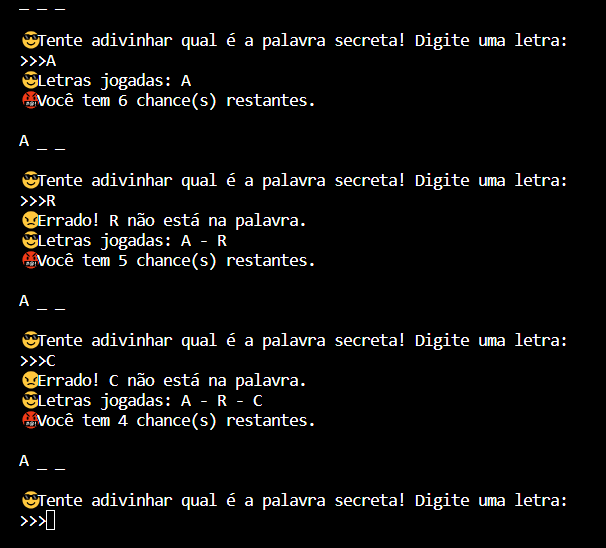 _ _ _
😎Tente adivinhar qual é a palavra secreta! Digite uma letra:
>>>A
😎Letras jogadas: A
🤬Você tem 6 chance(s) restantes.
A _ _
😎Tente adivinhar qual é a palavra secreta! Digite uma letra:
>>>R
😠Errado! R não está na palavra.
😎Letras jogadas: A - R
🤬Você tem 5 chance(s) restantes.
A _ _
😎Tente adivinhar qual é a palavra secreta! Digite uma letra:
>>>C
😠Errado! C não está na palavra.
😎Letras jogadas: A - R - C
🤬Você tem 4 chance(s) restantes.
A _ _
😎Tente adivinhar qual é a palavra secreta! Digite uma letra:
>>>